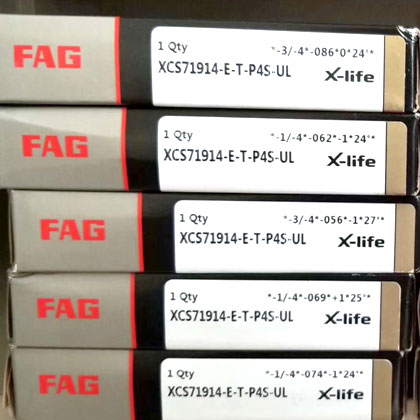 FAG
1 Qty *-3/-4*-086*0*24'*
XCS71914-E-T-P4S-UL
X-life
FAG
1 Qty *-1/-4*-062*-1*24'*
XCS71914-E-T-P4S-UL
X-life
FAG
1 Qty *-3/-4*-056*-1*27'*
XCS71914-E-T-P4S-UL
X-life
FAG
1 Qty *-1/-4*-069*+1*25'*
XCS71914-E-T-P4S-UL
X-life
FAG
1 Qty *-1/-4*-074*-1*24'*
XCS71914-E-T-P4S-UL
X-life